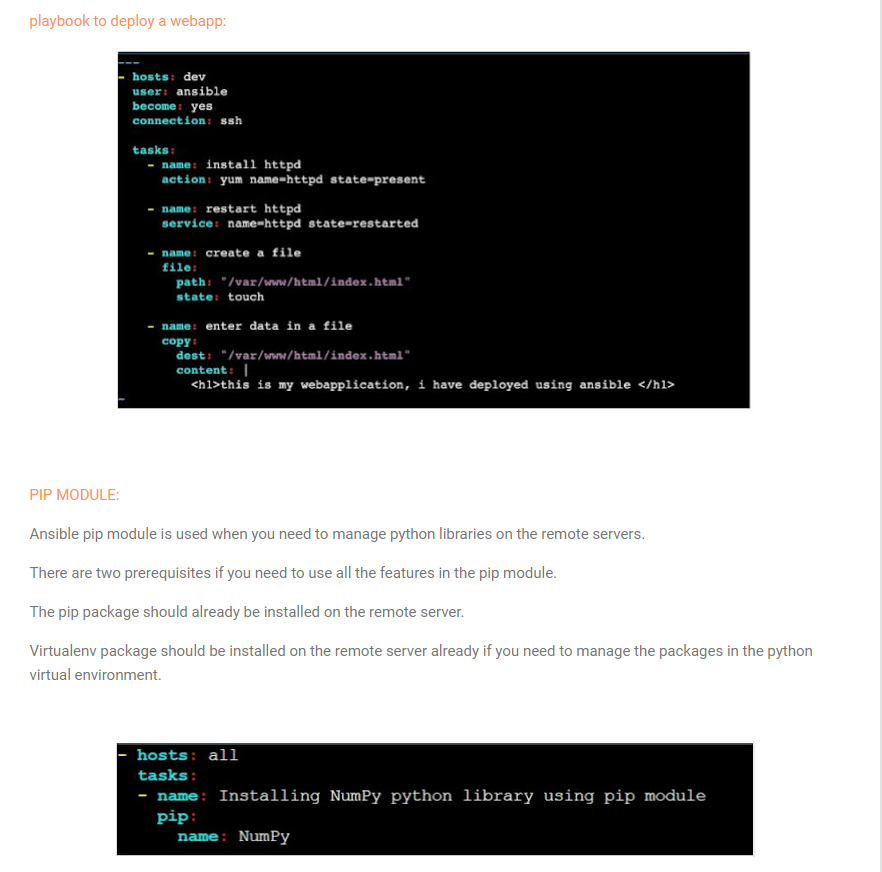 playbook to deploy a webapp:
---
- hosts: dev
  user: ansible
  become: yes
  connection: ssh
  tasks:
    - name: install httpd
      action: yum name=httpd state=present
    - name: restart httpd
      service: name=httpd state=restarted
    - name: create a file
      file:
        path: "/var/www/html/index.html"
        state: touch
    - name: enter data in a file
      copy:
        dest: "/var/www/html/index.html"
        content: |
          <h1>this is my webapplication, i have deployed using ansible </h1>
~
PIP MODULE:
Ansible pip module is used when you need to manage python libraries on the remote servers.
There are two prerequisites if you need to use all the features in the pip module.
The pip package should already be installed on the remote server.
Virtualenv package should be installed on the remote server already if you need to manage the packages in the python
virtual environment.
- hosts: all
  tasks:
  - name: Installing NumPy python library using pip module
    pip:
      name: NumPy